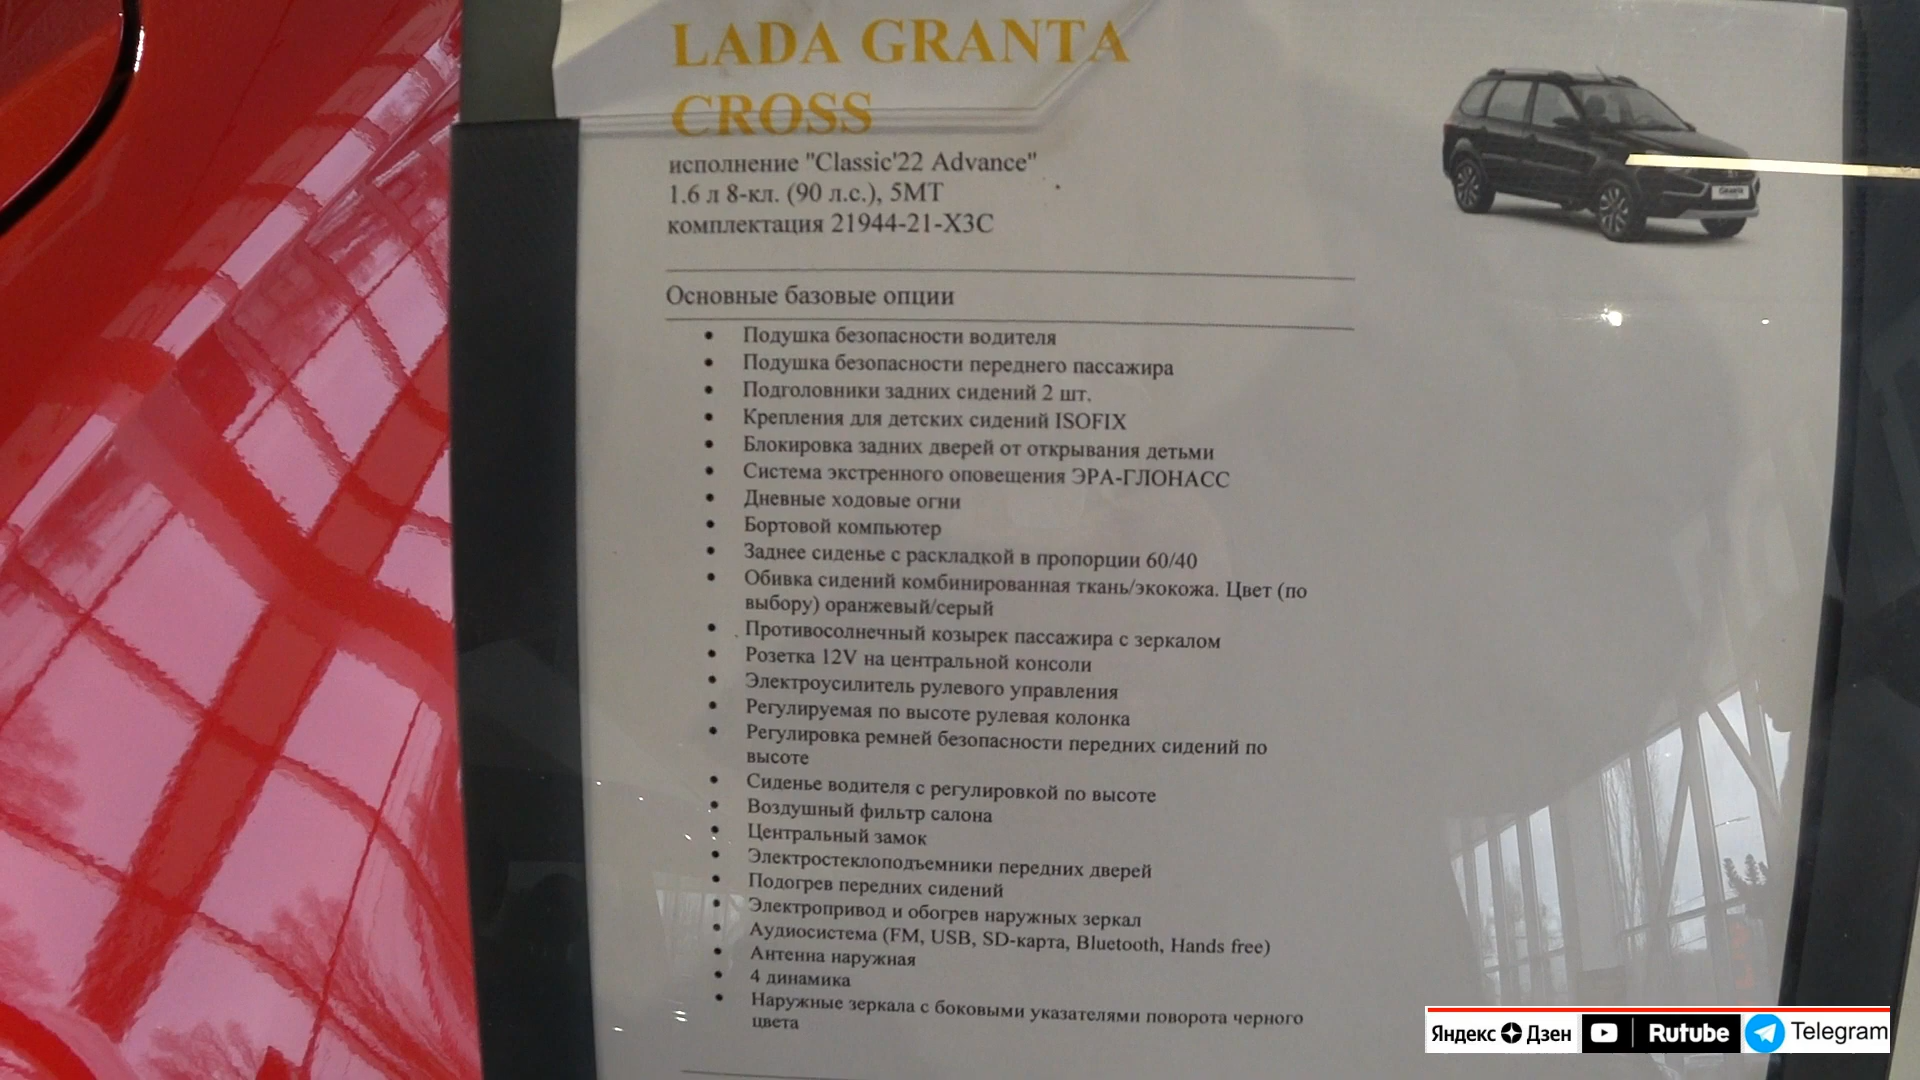 LADA GRANTA
CROSS
исполнение "Classic'22 Advance"
1.6 л 8-кл. (90 л.с.), 5МТ
комплектация 21944-21-X3C
GRANTA
Основные базовые опции
• Подушка безопасности водителя
• Подушка безопасности переднего пассажира
• Подголовники задних сидений 2 шт.
• Крепления для детских сидений ISOFIX
• Блокировка задних дверей от открывания детьми
• Система экстренного оповещения ЭРА-ГЛОНАСС
• Дневные ходовые огни
• Бортовой компьютер
• Заднее сиденье с раскладкой в пропорции 60/40
• Обивка сидений комбинированная ткань/экокожа. Цвет (по
выбору) оранжевый/серый
• Противосолнечный козырек пассажира с зеркалом
• Розетка 12V на центральной консоли
• Электроусилитель рулевого управления
• Регулируемая по высоте рулевая колонка
• Регулировка ремней безопасности передних сидений по
высоте
• Сиденье водителя с регулировкой по высоте
• Воздушный фильтр салона
• Центральный замок
• Электростеклоподъемники передних дверей
• Подогрев передних сидений
• Электропривод и обогрев наружных зеркал
• Аудиосистема (FM, USB, SD-карта, Bluetooth, Hands free)
• Антенна наружная
• 4 динамика
• Наружные зеркала с боковыми указателями поворота черного
цвета
Яндекс Дзен Rutube Telegram